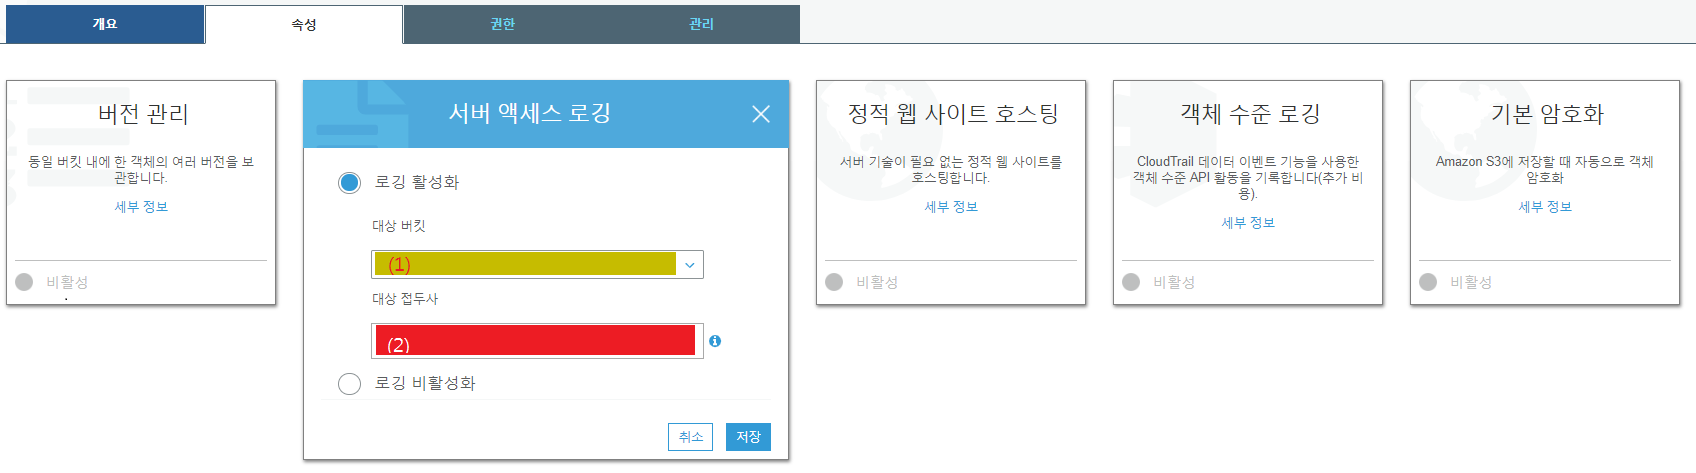 개요
속성
권한
관리
버전 관리
동일 버킷 내에 한 객체의 여러 버전을 보
관합니다.
세부 정보
비활성
서버 액세스 로깅
로깅 활성화
대상 버킷
(1)
대상 접두사
(2)
로깅 비활성화
취소
저장
정적 웹 사이트 호스팅
서버 기술이 필요 없는 정적 웹 사이트를
호스팅합니다.
세부 정보
비활성
객체 수준 로깅
CloudTrail 데이터 이벤트 기능을 사용한
객체 수준 API 활동을 기록합니다(추가 비
용).
세부 정보
비활성
기본 암호화
Amazon S3에 저장할 때 자동으로 객체
암호화
세부 정보
비활성